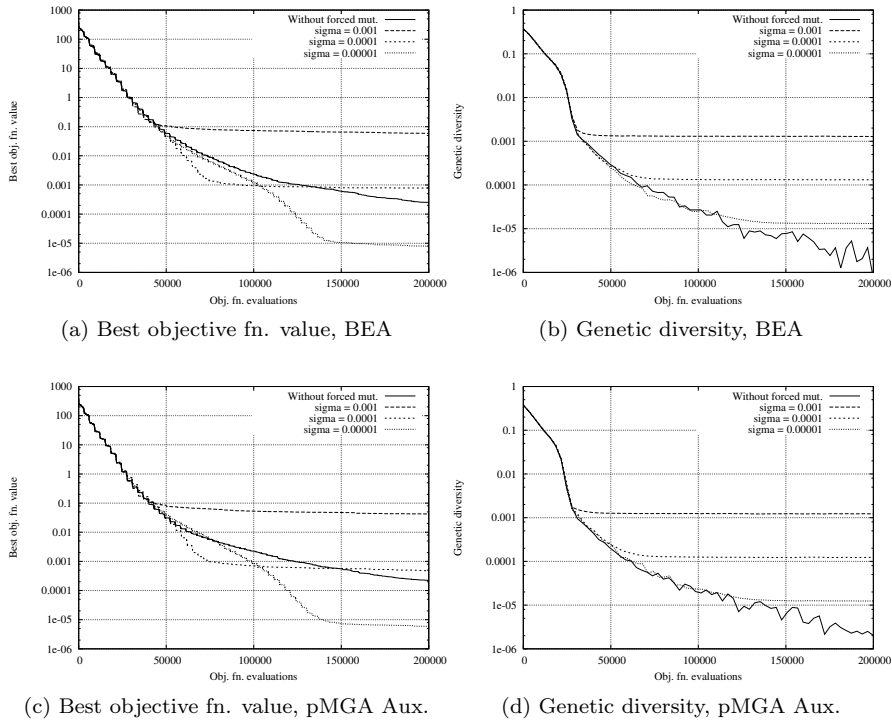 Best obj. fn. value
1000
100
10
1
0.1
0.01
0.001
0.0001
1e-05
1e-06
0
50000
100000
150000
200000
Obj. fn. evaluations
Without forced mut.
sigma = 0.001
sigma = 0.0001
sigma = 0.00001
(a) Best objective fn. value, BEA
Genetic diversity
1
0.1
0.01
0.001
0.0001
1e-05
1e-06
0
50000
100000
150000
200000
Obj. fn. evaluations
Without forced mut.
sigma = 0.001
sigma = 0.0001
sigma = 0.00001
(b) Genetic diversity, BEA
Best obj. fn. value
1000
100
10
1
0.1
0.01
0.001
0.0001
1e-05
1e-06
0
50000
100000
150000
200000
Obj. fn. evaluations
Without forced mut.
sigma = 0.001
sigma = 0.0001
sigma = 0.00001
(c) Best objective fn. value, pMGA Aux.
Genetic diversity
1
0.1
0.01
0.001
0.0001
1e-05
1e-06
0
50000
100000
150000
200000
Obj. fn. evaluations
Without forced mut.
sigma = 0.001
sigma = 0.0001
sigma = 0.00001
(d) Genetic diversity, pMGA Aux.